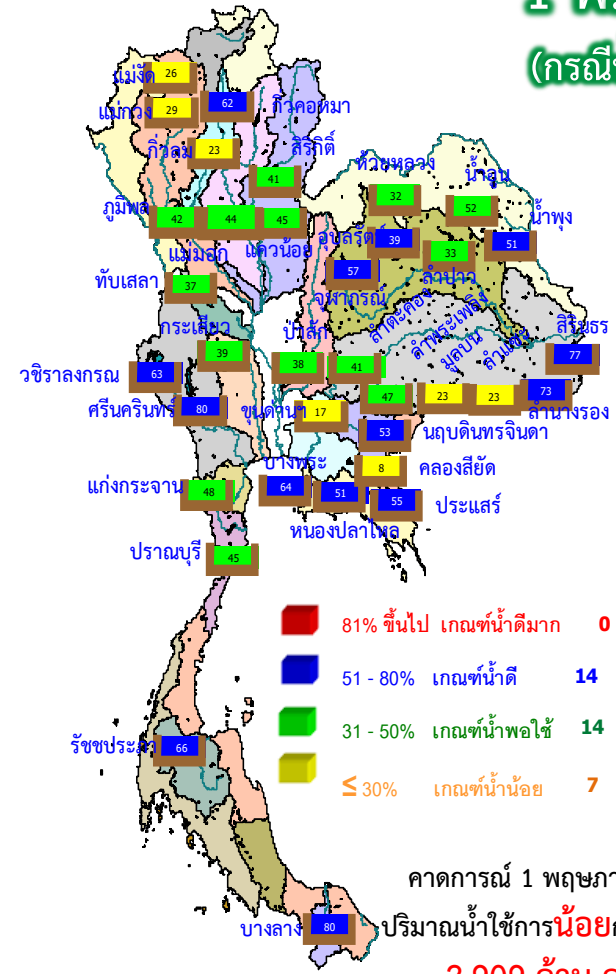 1 พ
(กรณี
แม่งัด 26
62 กิ่วคอหมา
แม่กวง 29
กิ่วลม 23
สิริกิติ์
41
ห้วยหลวง
32
น้ำอูน
52
ภูมิพล 42
44
45
แม่มอก
แควน้อย
อุบลรัตน์ 39
น้ำพุง
51
33
ลำปาว
57
จุฬาภรณ์
ทับเสลา
37
ลำตะคอง
ลำพระเพลิง
มูลบน
ลำแชะ
สิรินธร
77
กระเสียว
39
ป่าสัก
38
41
วชิราลงกรณ 63
ศรีนครินทร์ 80
ขุนด่านฯ 17
47
23
23
73
ลำนางรอง
53
นฤบดินทรจินดา
8
คลองสียัด
บางพระ
64
51
55
ประแสร์
หนองปลาไหล
แก่งกระจาน 48
ปราณบุรี
45
81% ขึ้นไป เกณฑ์น้ำดีมาก 0
51 - 80% เกณฑ์น้ำดี 14
31 - 50% เกณฑ์น้ำพอใช้ 14
≤ 30% เกณฑ์น้ำน้อย 7
รัชชประภา 66
บางลาง 80
คาดการณ์ 1 พฤษภา
ปริมาณน้ำใช้การน้อยก